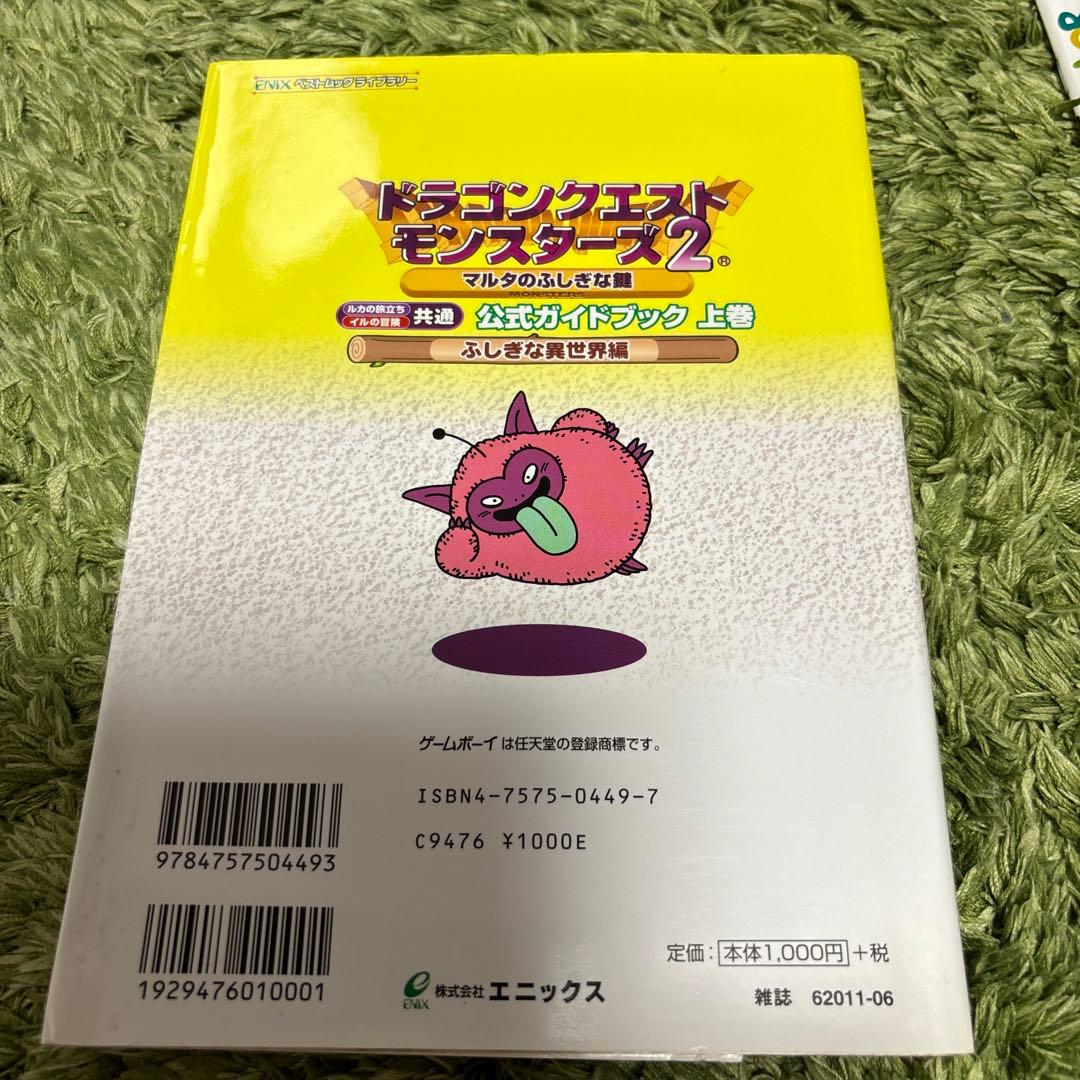 ENIX ベストムックライブラリー
ドラゴンクエスト
モンスターズ2®
マルタのふしぎな鍵
MONSTERS
ルカの旅立ち
イルの冒険
共通
公式ガイドブック 上巻
ふしぎな異世界編
ゲームボーイは任天堂の登録商標です。
ISBN4-7575-0449-7
C9476 ¥1000E
9784757504493
1929476010001
定価：本体1,000円+税
ENIX 株式会社 エニックス
雑誌 62011-06